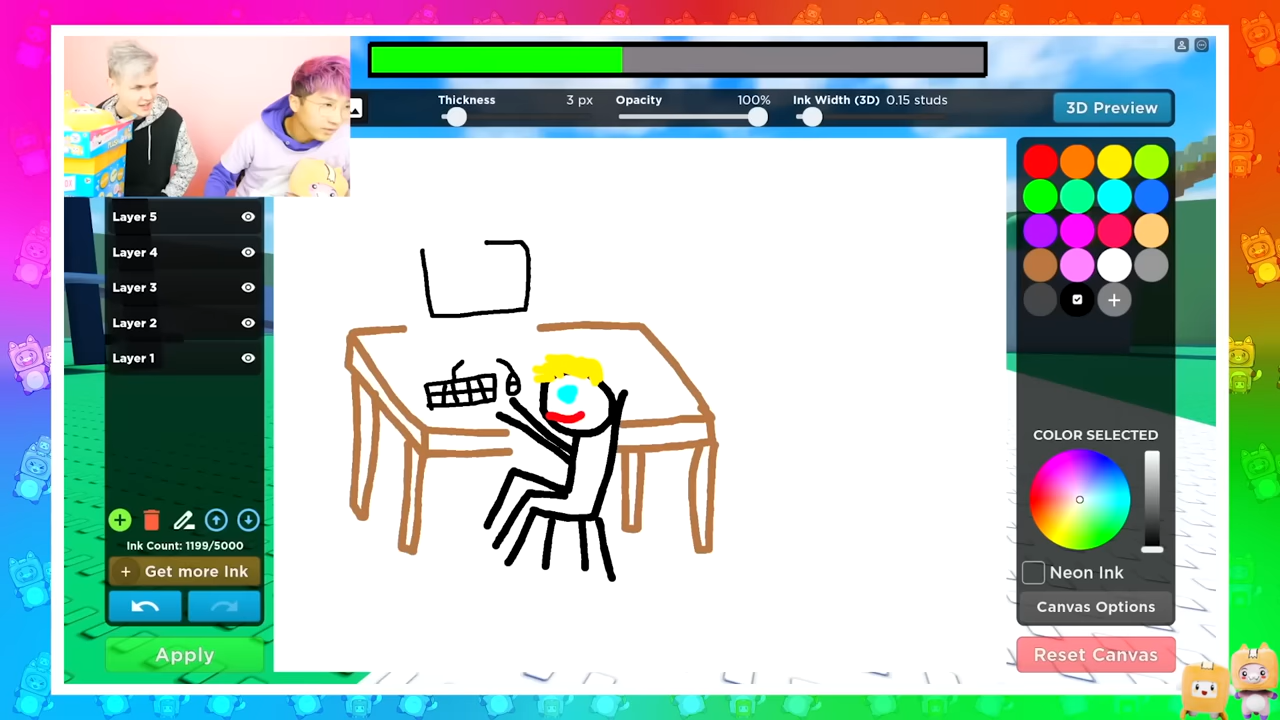 Thickness 3 px Opacity 100% Ink Width (3D) 0.15 studs
3D Preview
Layer 5
Layer 4
Layer 3
Layer 2
Layer 1
Ink Count: 1199/5000
+ Get more Ink
Apply
COLOR SELECTED
Neon Ink
Canvas Options
Reset Canvas